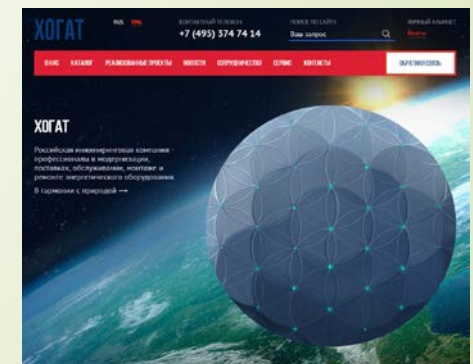 ХОГАТ
RUS ENG
КОНТАКТНЫЙ ТЕЛЕФОН
+7 (495) 374 74 14
ПОИСК ПО САЙТУ
Ваш запрос
ЛИЧНЫЙ КАБИНЕТ
Войти
О НАС КАТАЛОГ РЕАЛИЗОВАННЫЕ ПРОЕКТЫ НОВОСТИ СОТРУДНИЧЕСТВО СЕРВИС КОНТАКТЫ
ОБРАТНАЯ СВЯЗЬ
ХОГАТ
Российская инжиниринговая компания -
профессионалы в модернизации,
поставках, обслуживании, монтаже и
ремонте энергетического оборудования.
В гармонии с природой →